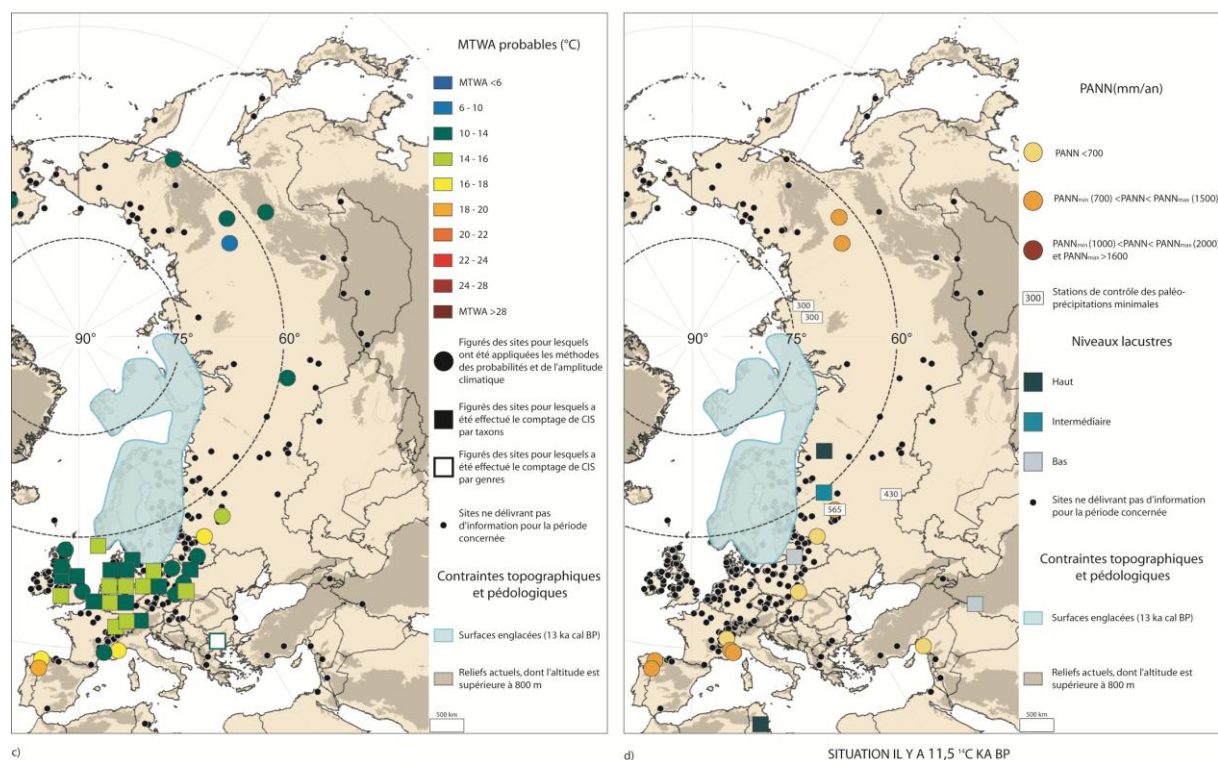 MTWA probables (°C)
MTWA <6
6 - 10
10 - 14
14 - 16
16 - 18
18 - 20
20 - 22
22 - 24
24 - 28
MTWA >28
Figurés des sites pour lesquels
ont été appliquées les méthodes
des probabilités et de l'amplitude
climatique
Figurés des sites pour lesquels a
été effectué le comptage de CIS
par taxons
Figurés des sites pour lesquels a
été effectué le comptage de CIS
par genres
Sites ne délivrant pas
d'information pour la période
concernée
Contraintes topographiques
et pédologiques
Surfaces englacées (13 ka cal BP)
Reliefs actuels, dont l'altitude est
supérieure à 800 m
500 km
90°
75°
60°
c)
PANN(mm/an)
PANN <700
PANNmin (700) <PANN< PANNmax (1500)
PANNmin (1000) <PANN< PANNmax (2000)
et PANNmax >1600
300
Stations de contrôle des paléo-
précipitations minimales
Niveaux lacustres
Haut
Intermédiaire
Bas
Sites ne délivrant pas d'information
pour la période concernée
Contraintes topographiques
et pédologiques
Surfaces englacées (13 ka cal BP)
Reliefs actuels, dont l'altitude est
supérieure à 800 m
500 km
300
300
90°
75°
60°
430
565
d)
SITUATION IL Y A 11,5 ¹⁴C KA BP